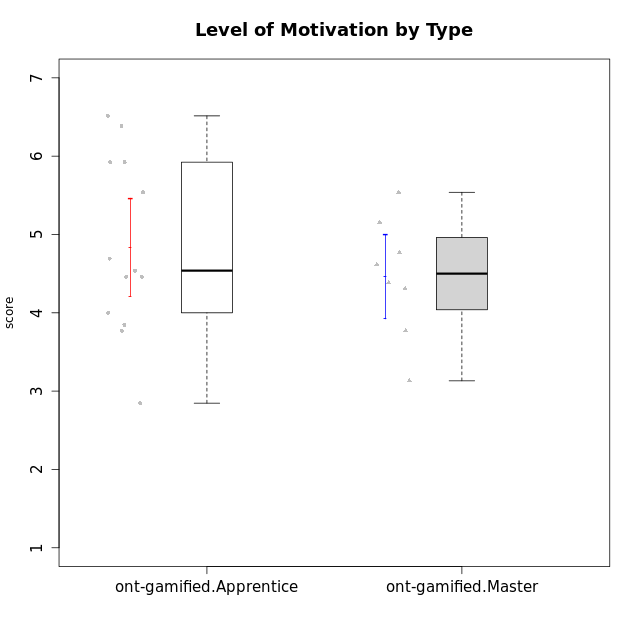 Level of Motivation by Type
7
6
5
4
3
2
1
score
ont-gamified.Apprentice
ont-gamified.Master